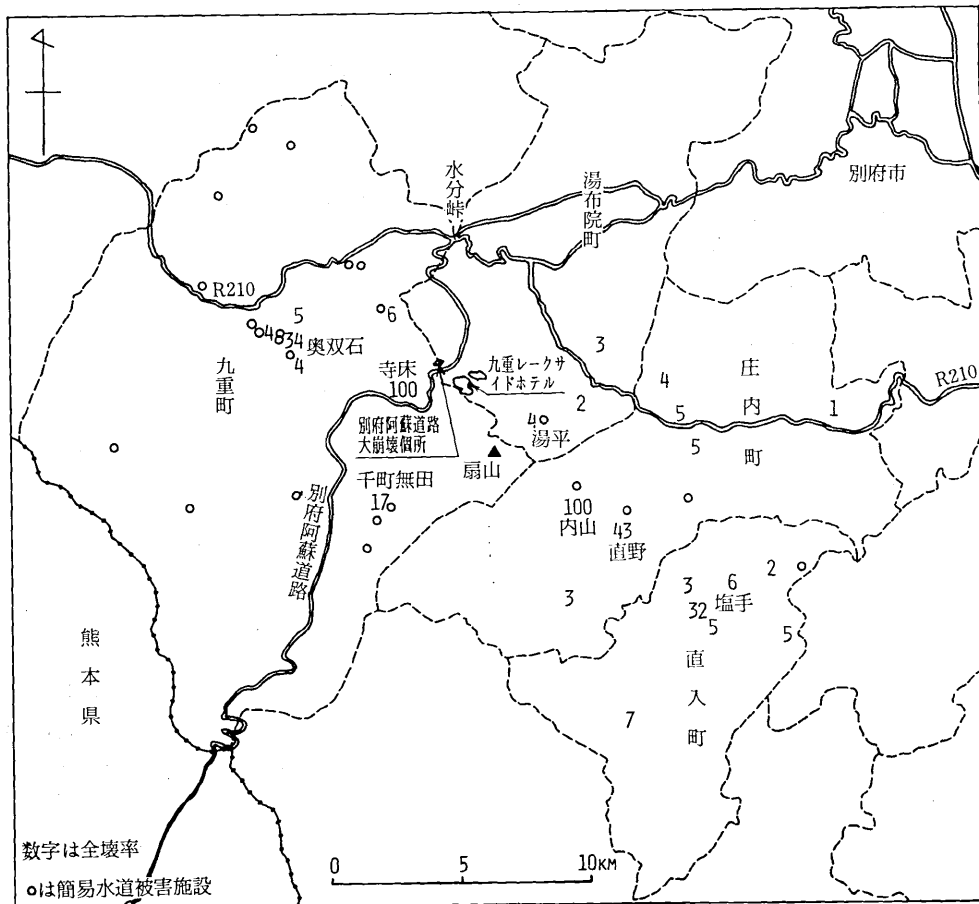 水分峠
湯布院町
別府市
R210
5
6
4 8 34
奥双石
4
九重町
寺床
100
九重レークサ
イドホテル
別府阿蘇道路
大崩壊個所
3
2
4
湯平
扇山
4
5
5
庄内町
1
R210
千町無田
17
別府阿蘇道路
100
内山
43
直野
3
3
6
2
32
塩手
5
5
直入町
7
熊本県
数字は全壊率
oは簡易水道被害施設
0 5 10KM